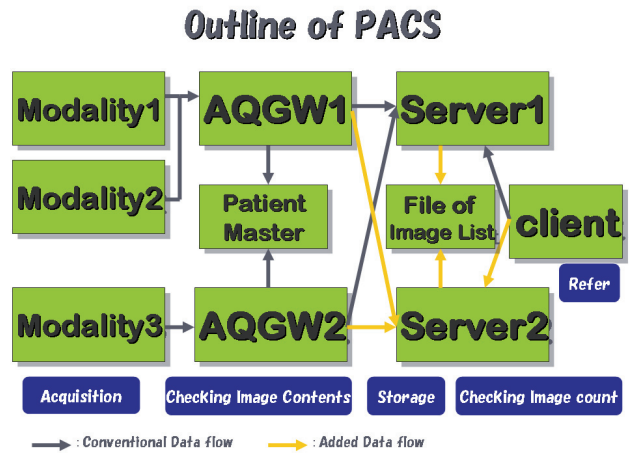 Outline of PACS
Modality1
AQGW1
Server1
Modality2
Patient
Master
File of
Image List
client
Refer
Modality3
AQGW2
Server2
Acquisition
Checking Image Contents
Storage
Checking Image count
: Conventional Data flow
: Added Data flow